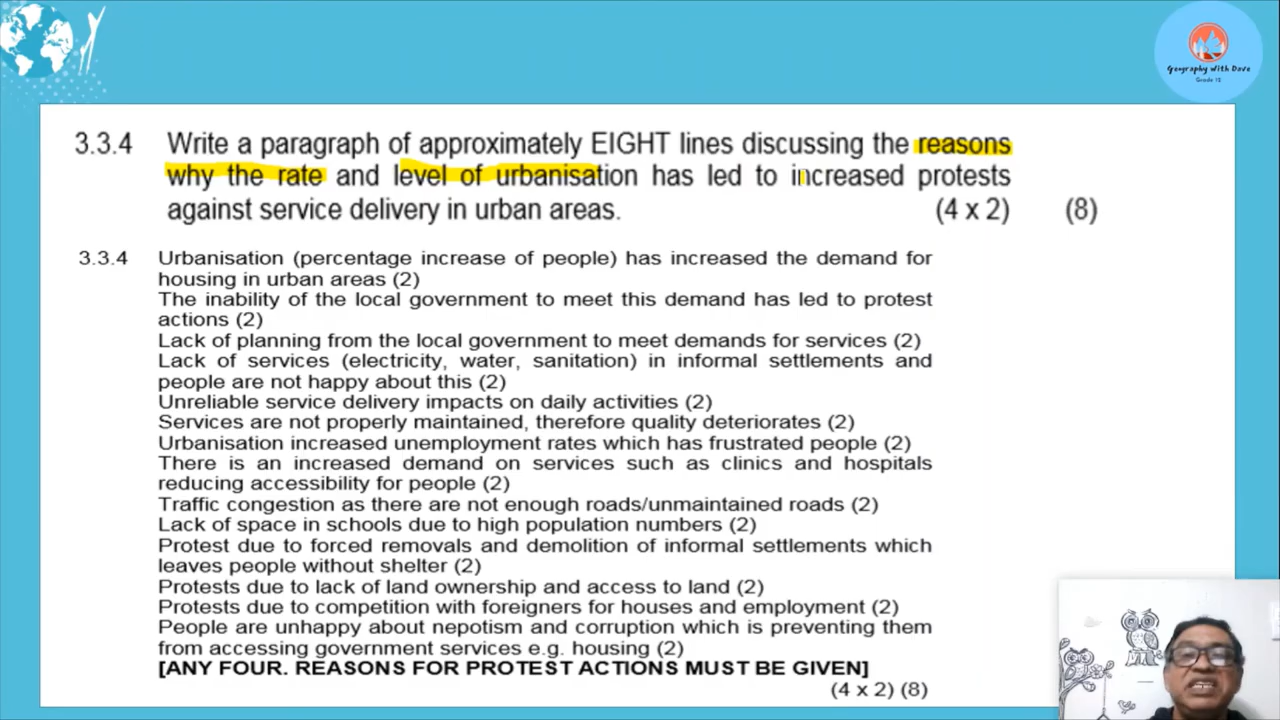 Geography With Dave
Grade 12
3.3.4 Write a paragraph of approximately EIGHT lines discussing the reasons
why the rate and level of urbanisation has led to increased protests
against service delivery in urban areas. (4 x 2) (8)
3.3.4 Urbanisation (percentage increase of people) has increased the demand for
housing in urban areas (2)
The inability of the local government to meet this demand has led to protest
actions (2)
Lack of planning from the local government to meet demands for services (2)
Lack of services (electricity, water, sanitation) in informal settlements and
people are not happy about this (2)
Unreliable service delivery impacts on daily activities (2)
Services are not properly maintained, therefore quality deteriorates (2)
Urbanisation increased unemployment rates which has frustrated people (2)
There is an increased demand on services such as clinics and hospitals
reducing accessibility for people (2)
Traffic congestion as there are not enough roads/unmaintained roads (2)
Lack of space in schools due to high population numbers (2)
Protest due to forced removals and demolition of informal settlements which
leaves people without shelter (2)
Protests due to lack of land ownership and access to land (2)
Protests due to competition with foreigners for houses and employment (2)
People are unhappy about nepotism and corruption which is preventing them
from accessing government services e.g. housing (2)
[ANY FOUR. REASONS FOR PROTEST ACTIONS MUST BE GIVEN]
(4 x 2) (8)